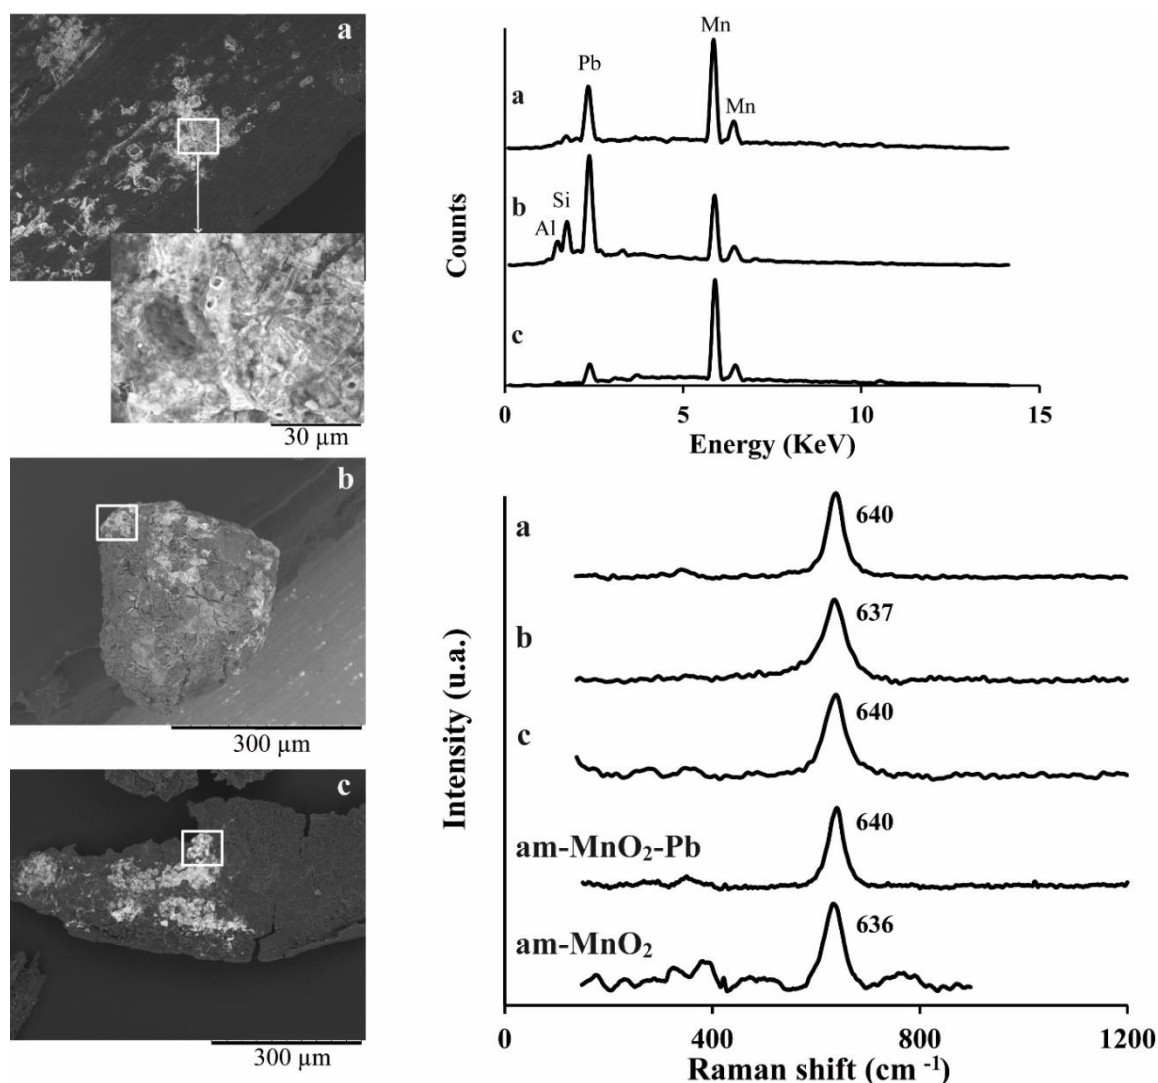 a
30 µm
b
300 µm
c
300 µm
Mn
Pb
a
Mn
Si
b
Al
c
Counts
0 5 10 15
Energy (KeV)
a
640
b
637
c
640
am-MnO2-Pb
640
am-MnO2
636
Intensity (u.a.)
0 400 800 1200
Raman shift (cm -1)